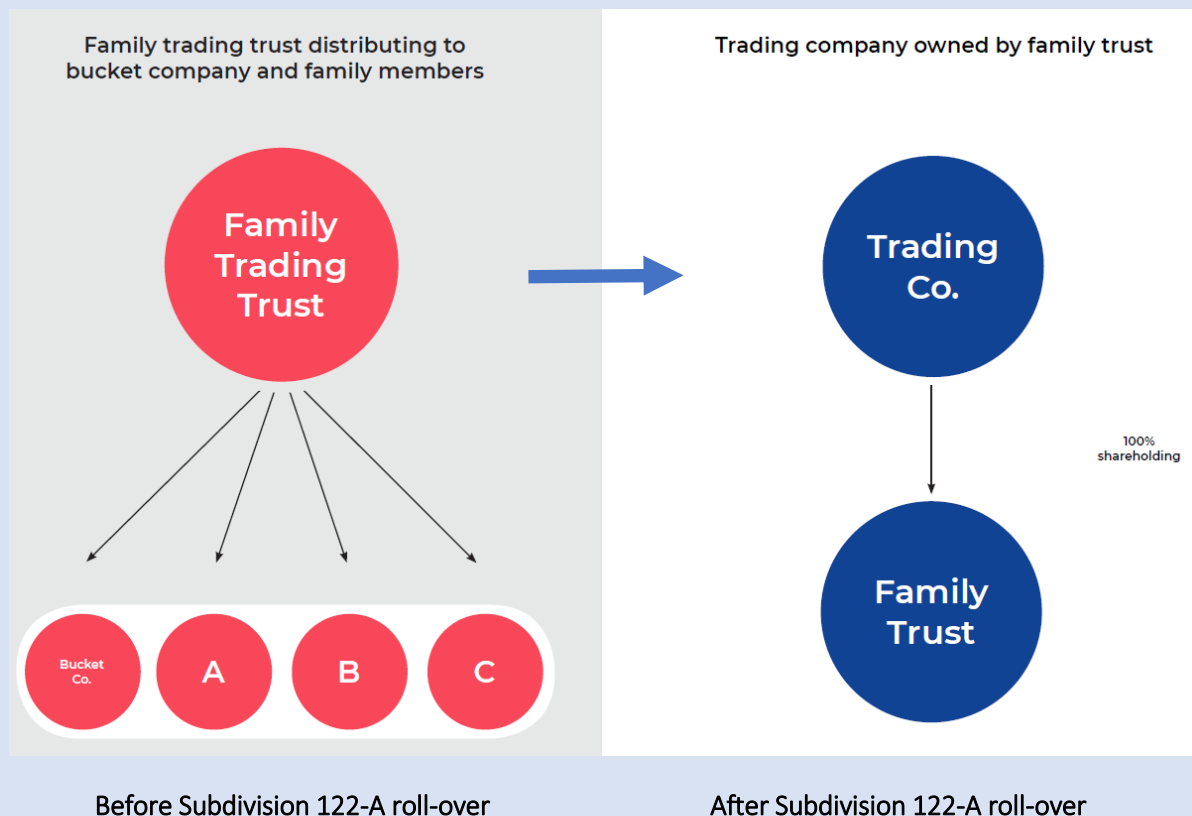 Family trading trust distributing to
bucket company and family members
Family
Trading
Trust
Bucket
Co.
A
B
C
Before Subdivision 122-A roll-over
Trading company owned by family trust
Trading
Co.
100%
shareholding
Family
Trust
After Subdivision 122-A roll-over